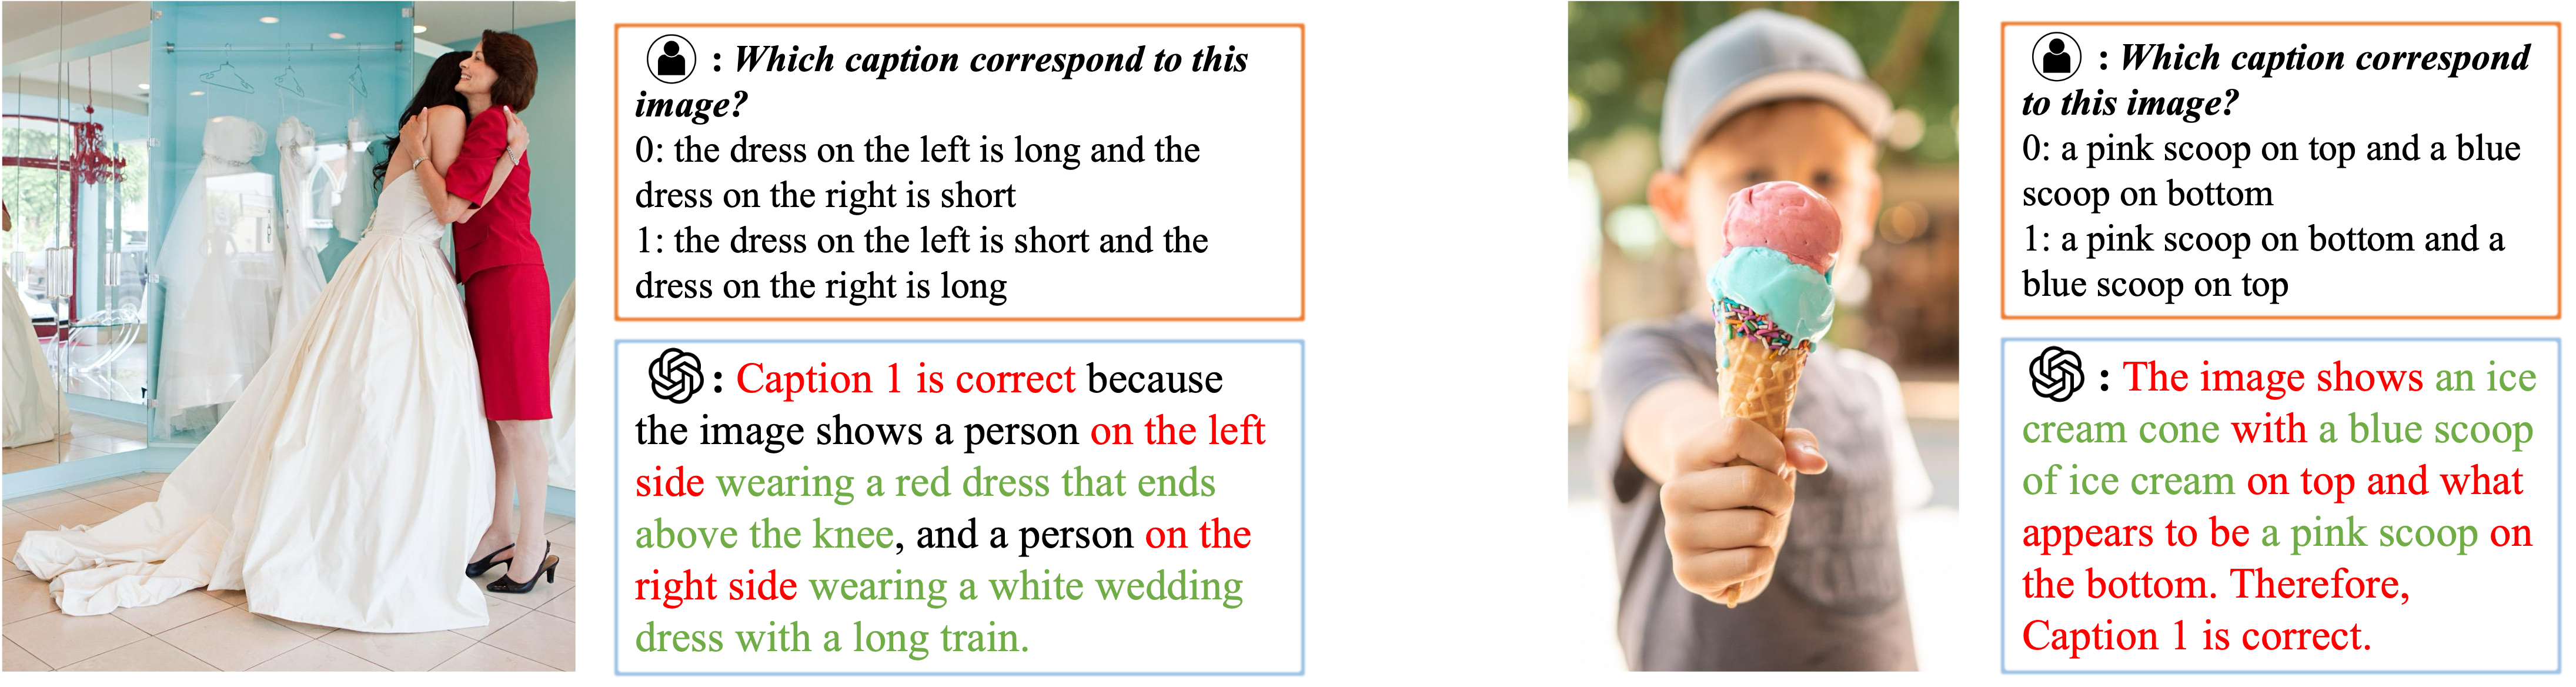 : Which caption correspond to this
image?
0: the dress on the left is long and the
dress on the right is short
1: the dress on the left is short and the
dress on the right is long
: Caption 1 is correct because
the image shows a person on the left
side wearing a red dress that ends
above the knee, and a person on the
right side wearing a white wedding
dress with a long train.
: Which caption correspond
to this image?
0: a pink scoop on top and a blue
scoop on bottom
1: a pink scoop on bottom and a
blue scoop on top
: The image shows an ice
cream cone with a blue scoop
of ice cream on top and what
appears to be a pink scoop on
the bottom. Therefore,
Caption 1 is correct.